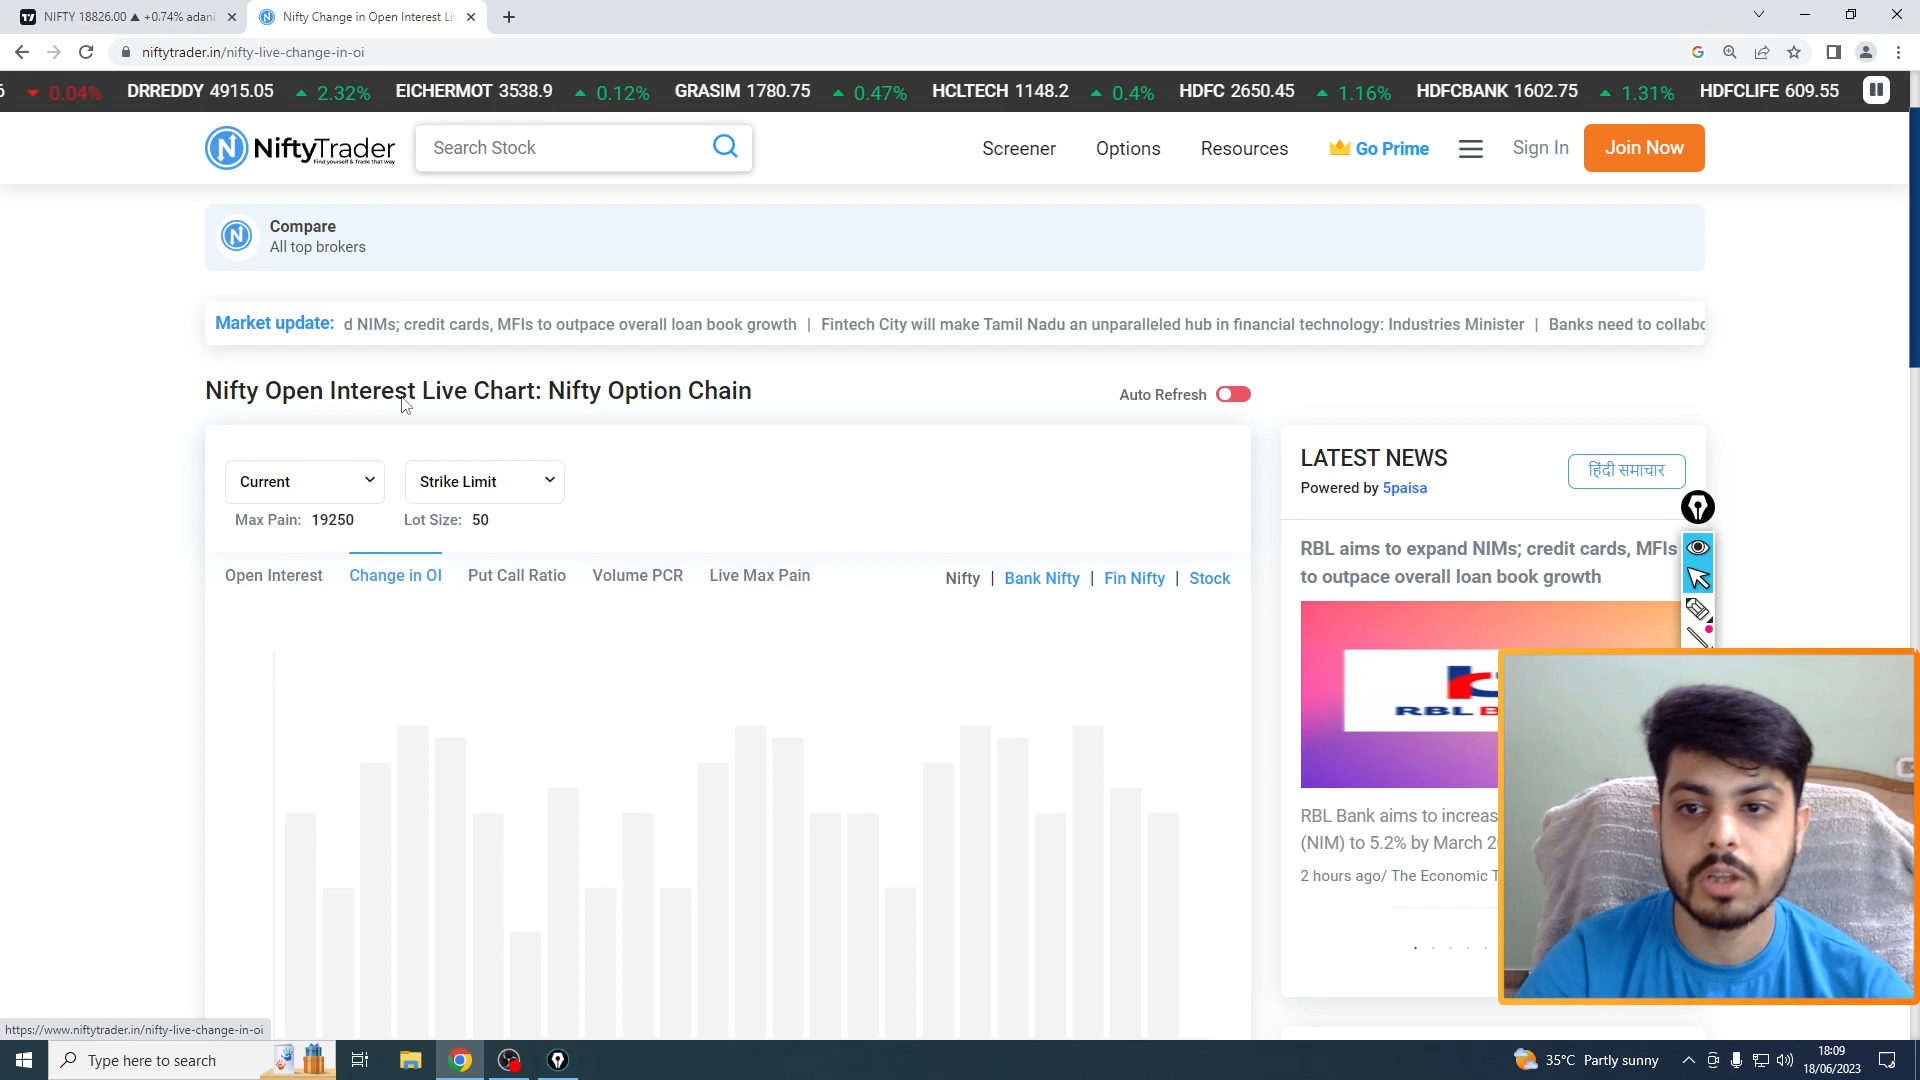 NIFTY 18826.00 ▲ +0.74% adani
Nifty Change in Open Interest Liv
niftytrader.in/nifty-live-change-in-oi
6 ▼ 0.04% DRREDDY 4915.05 ▲ 2.32% EICHERMOT 3538.9 ▲ 0.12% GRASIM 1780.75 ▲ 0.47% HCLTECH 1148.2 ▲ 0.4% HDFC 2650.45 ▲ 1.16% HDFCBANK 1602.75 ▲ 1.31% HDFCLIFE 609.55
NiftyTrader
Find yourself & Trade that way
Search Stock
Screener Options Resources Go Prime Sign In Join Now
Compare
All top brokers
Market update: d NIMs; credit cards, MFIs to outpace overall loan book growth | Fintech City will make Tamil Nadu an unparalleled hub in financial technology: Industries Minister | Banks need to collabo
Nifty Open Interest Live Chart: Nifty Option Chain
Auto Refresh
Current Strike Limit
Max Pain: 19250 Lot Size: 50
Open Interest Change in OI Put Call Ratio Volume PCR Live Max Pain
Nifty | Bank Nifty | Fin Nifty | Stock
LATEST NEWS
Powered by 5paisa
हिंदी समाचार
RBL aims to expand NIMs; credit cards, MFIs
to outpace overall loan book growth
RBL B
RBL Bank aims to increas
(NIM) to 5.2% by March 2
2 hours ago/ The Economic T
https://www.niftytrader.in/nifty-live-change-in-oi
Type here to search
35°C Partly sunny
18:09
18/06/2023